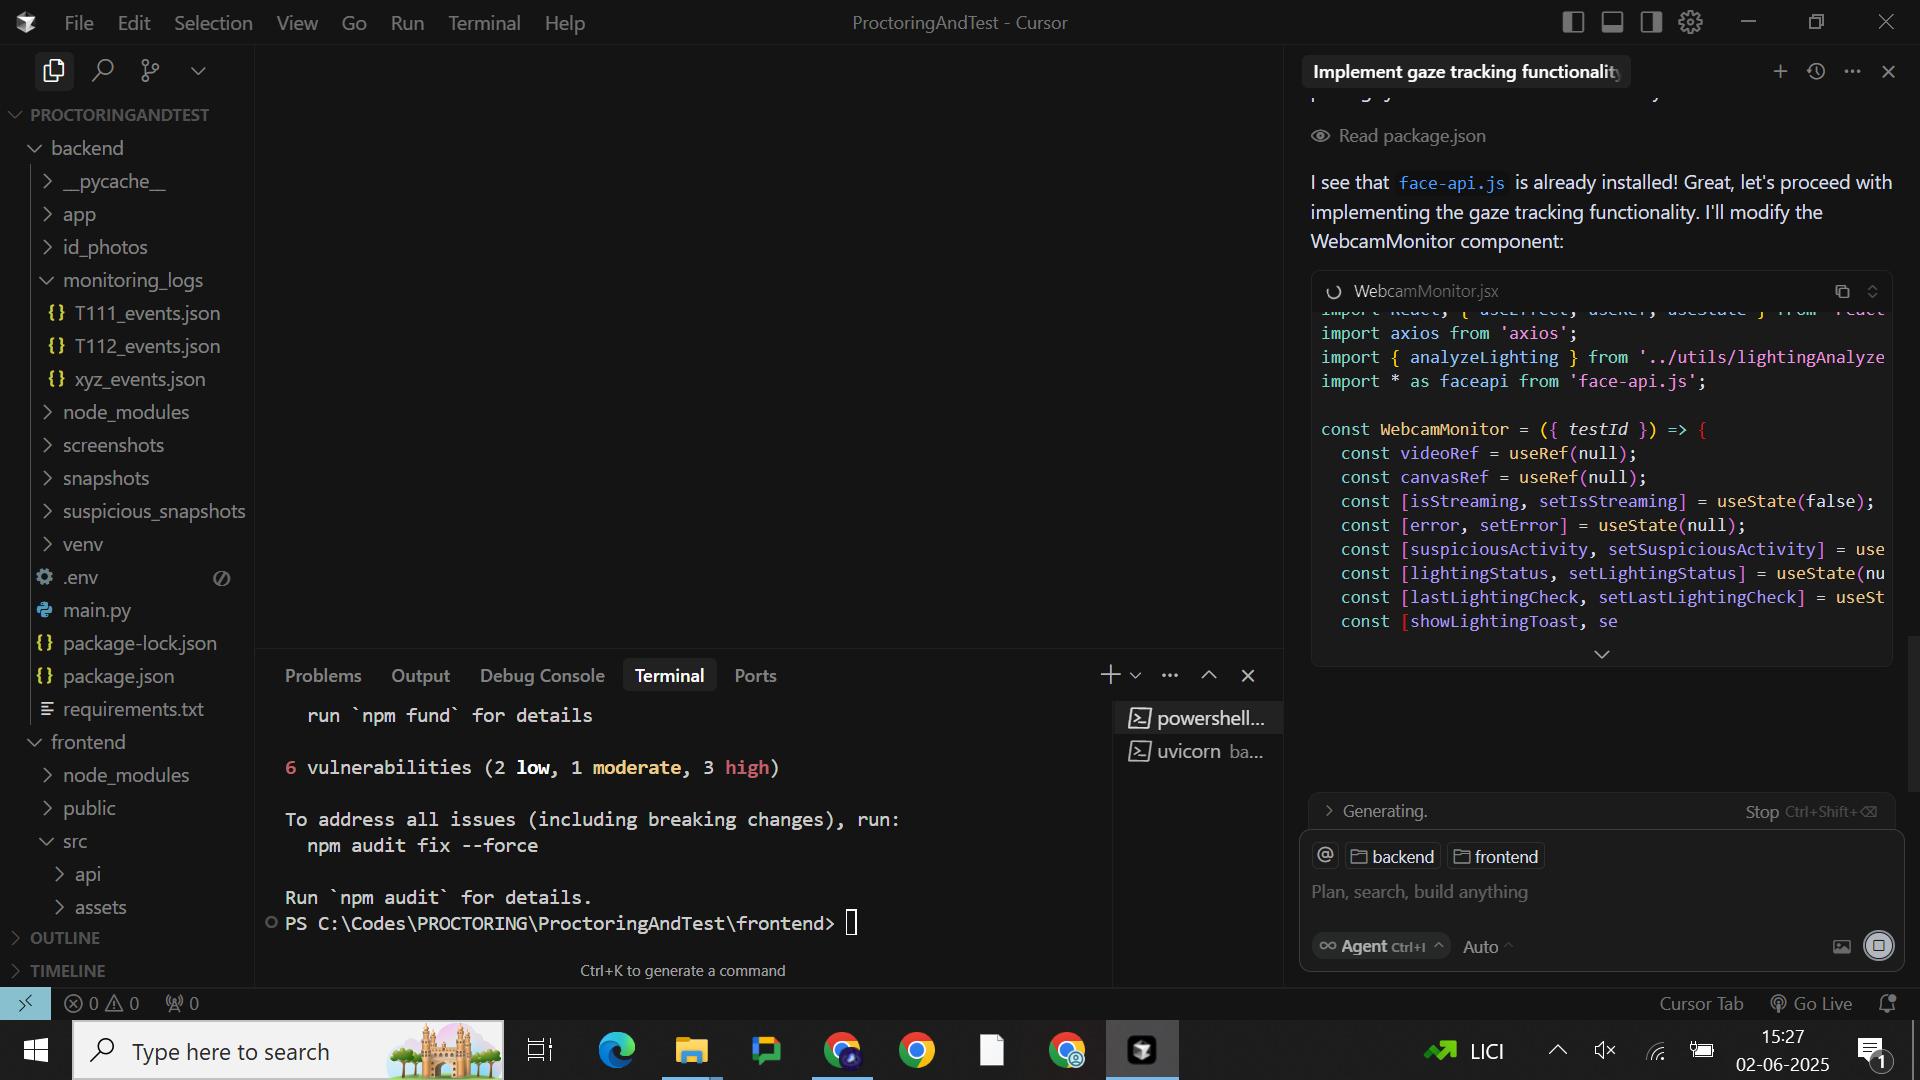 File Edit Selection View Go Run Terminal Help
ProctoringAndTest - Cursor
PROCTORINGANDTEST
backend
__pycache__
app
id_photos
monitoring_logs
{} T111_events.json
{} T112_events.json
{} xyz_events.json
node_modules
screenshots
snapshots
suspicious_snapshots
venv
.env
main.py
{} package-lock.json
{} package.json
requirements.txt
frontend
node_modules
public
src
api
assets
OUTLINE
TIMELINE
Problems Output Debug Console Terminal Ports
run `npm fund` for details
6 vulnerabilities (2 low, 1 moderate, 3 high)
To address all issues (including breaking changes), run:
npm audit fix --force
Run `npm audit` for details.
PS C:\Codes\PROCTORING\ProctoringAndTest\frontend>
Ctrl+K to generate a command
powershell...
uvicorn ba...
Implement gaze tracking functionality
Read package.json
I see that face-api.js is already installed! Great, let's proceed with
implementing the gaze tracking functionality. I'll modify the
WebcamMonitor component:
WebcamMonitor.jsx
import React, { useEffect, useRef, useState } from 'react
import axios from 'axios';
import { analyzeLighting } from '../utils/lightingAnalyze
import * as faceapi from 'face-api.js';
const WebcamMonitor = ({ testId }) => {
const videoRef = useRef(null);
const canvasRef = useRef(null);
const [isStreaming, setIsStreaming] = useState(false);
const [error, setError] = useState(null);
const [suspiciousActivity, setSuspiciousActivity] = use
const [lightingStatus, setLightingStatus] = useState(nu
const [lastLightingCheck, setLastLightingCheck] = useSt
const [showLightingToast, se
Generating. Stop Ctrl+Shift+⌫
@ backend frontend
Plan, search, build anything
∞ Agent Ctrl+I Auto
0 0 0
Cursor Tab Go Live
Type here to search
LICI
15:27
02-06-2025
1